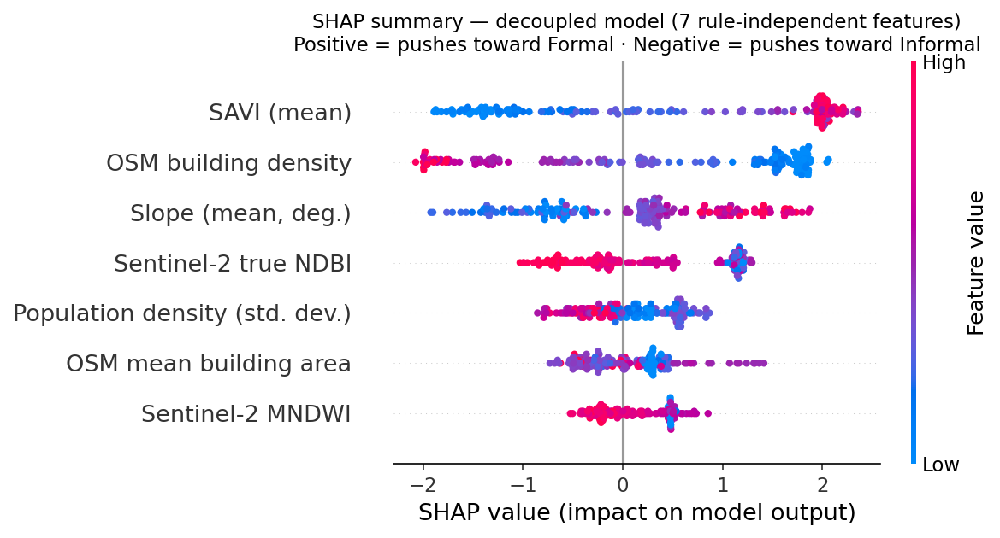 SHAP summary — decoupled model (7 rule-independent features)
Positive = pushes toward Formal · Negative = pushes toward Informal
High
SAVI (mean)
OSM building density
Slope (mean, deg.)
Sentinel-2 true NDBI
Population density (std. dev.)
OSM mean building area
Sentinel-2 MNDWI
Feature value
Low
−2 −1 0 1 2
SHAP value (impact on model output)